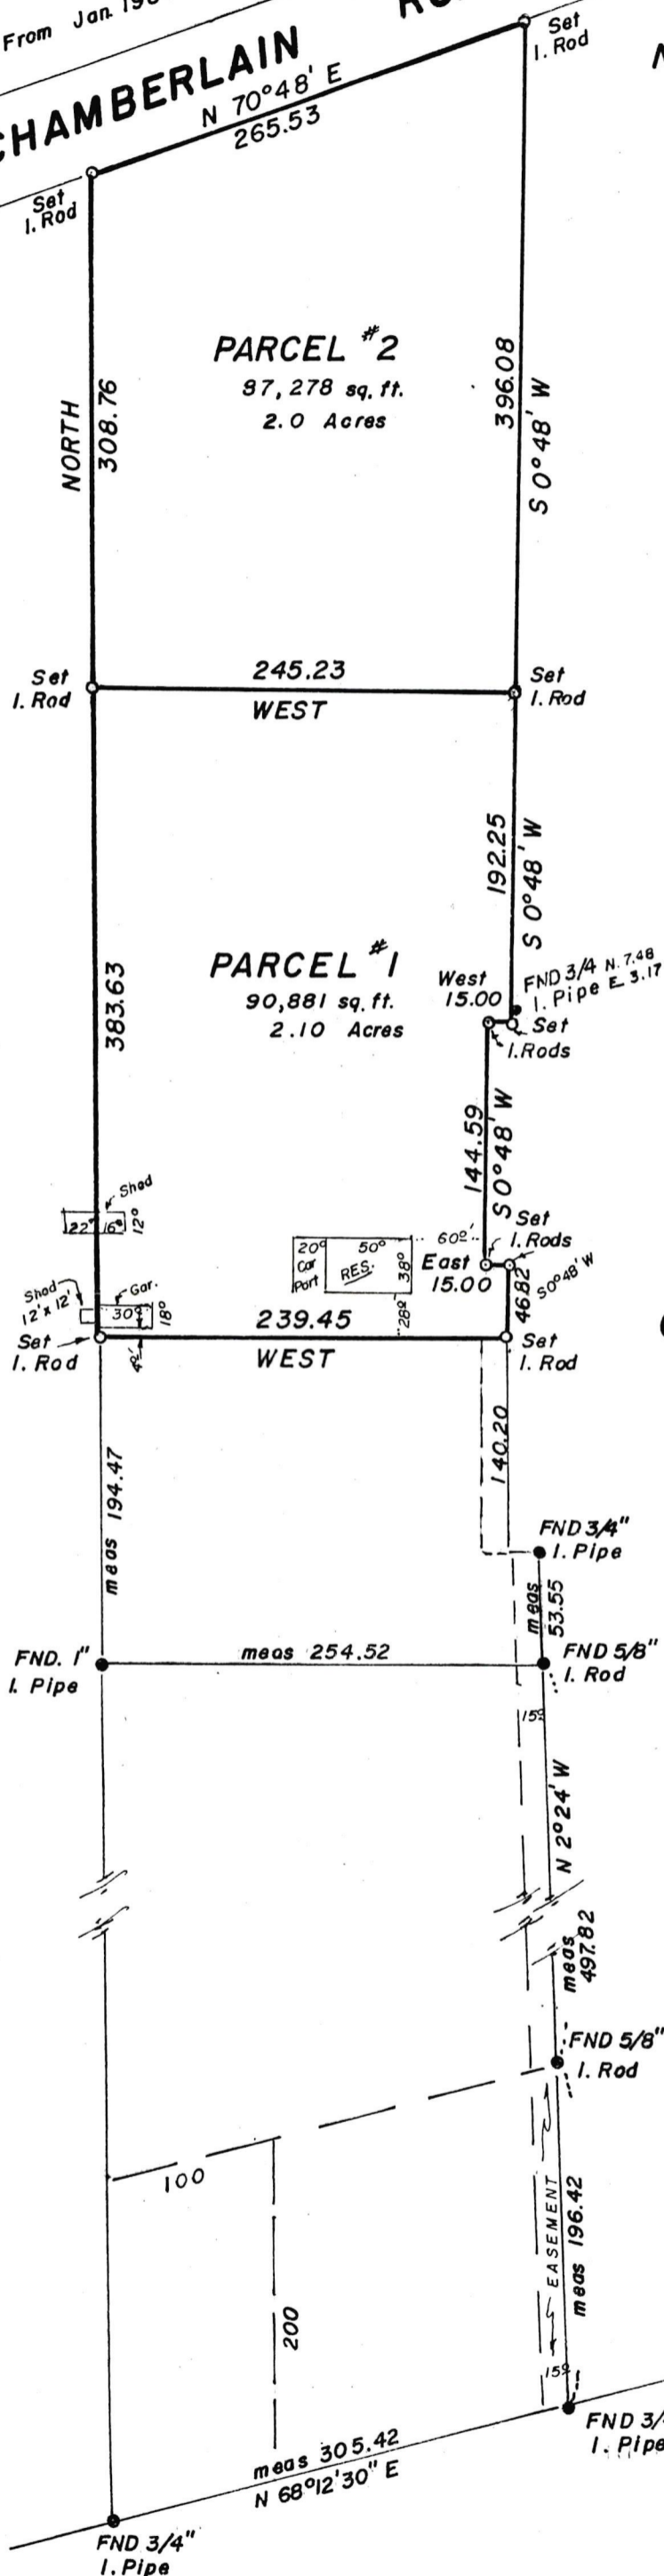 From Jan.
CHAMBERLAIN
N 70°48' E
265.53
Set
I. Rod
Set
I. Rod
PARCEL #2
87,278 sq. ft.
2.0 Acres
NORTH
308.76
396.08
S 0°48' W
Set
I. Rod
245.23
WEST
Set
I. Rod
192.25
S 0°48' W
PARCEL #1
90,881 sq. ft.
2.10 Acres
383.63
West
15.00
FND 3/4 N. 7.48
I. Pipe E 3.17
Set
I. Rods
144.59
S 0°48' W
Shed
22' 16° 12°
Shed
12' x 12'
Gar.
30° 18°
20° 50° 38°
Car
Port
RES.
60°'
28°'
Set
I. Rods
East
15.00
46.82
S 0°48' W
Set
I. Rod
239.45
WEST
4°'
Set
I. Rod
meas 194.47
140.20
FND 3/4"
I. Pipe
meas
53.55
FND. 1"
I. Pipe
meas 254.52
FND 5/8"
I. Rod
15°
N 2°24' W
meas
497.82
FND 5/8"
I. Rod
100
200
EASEMENT
meas 196.42
15°
meas 305.42
N 68°12'30" E
I. Pipe
FND 3/4"
I. Pipe